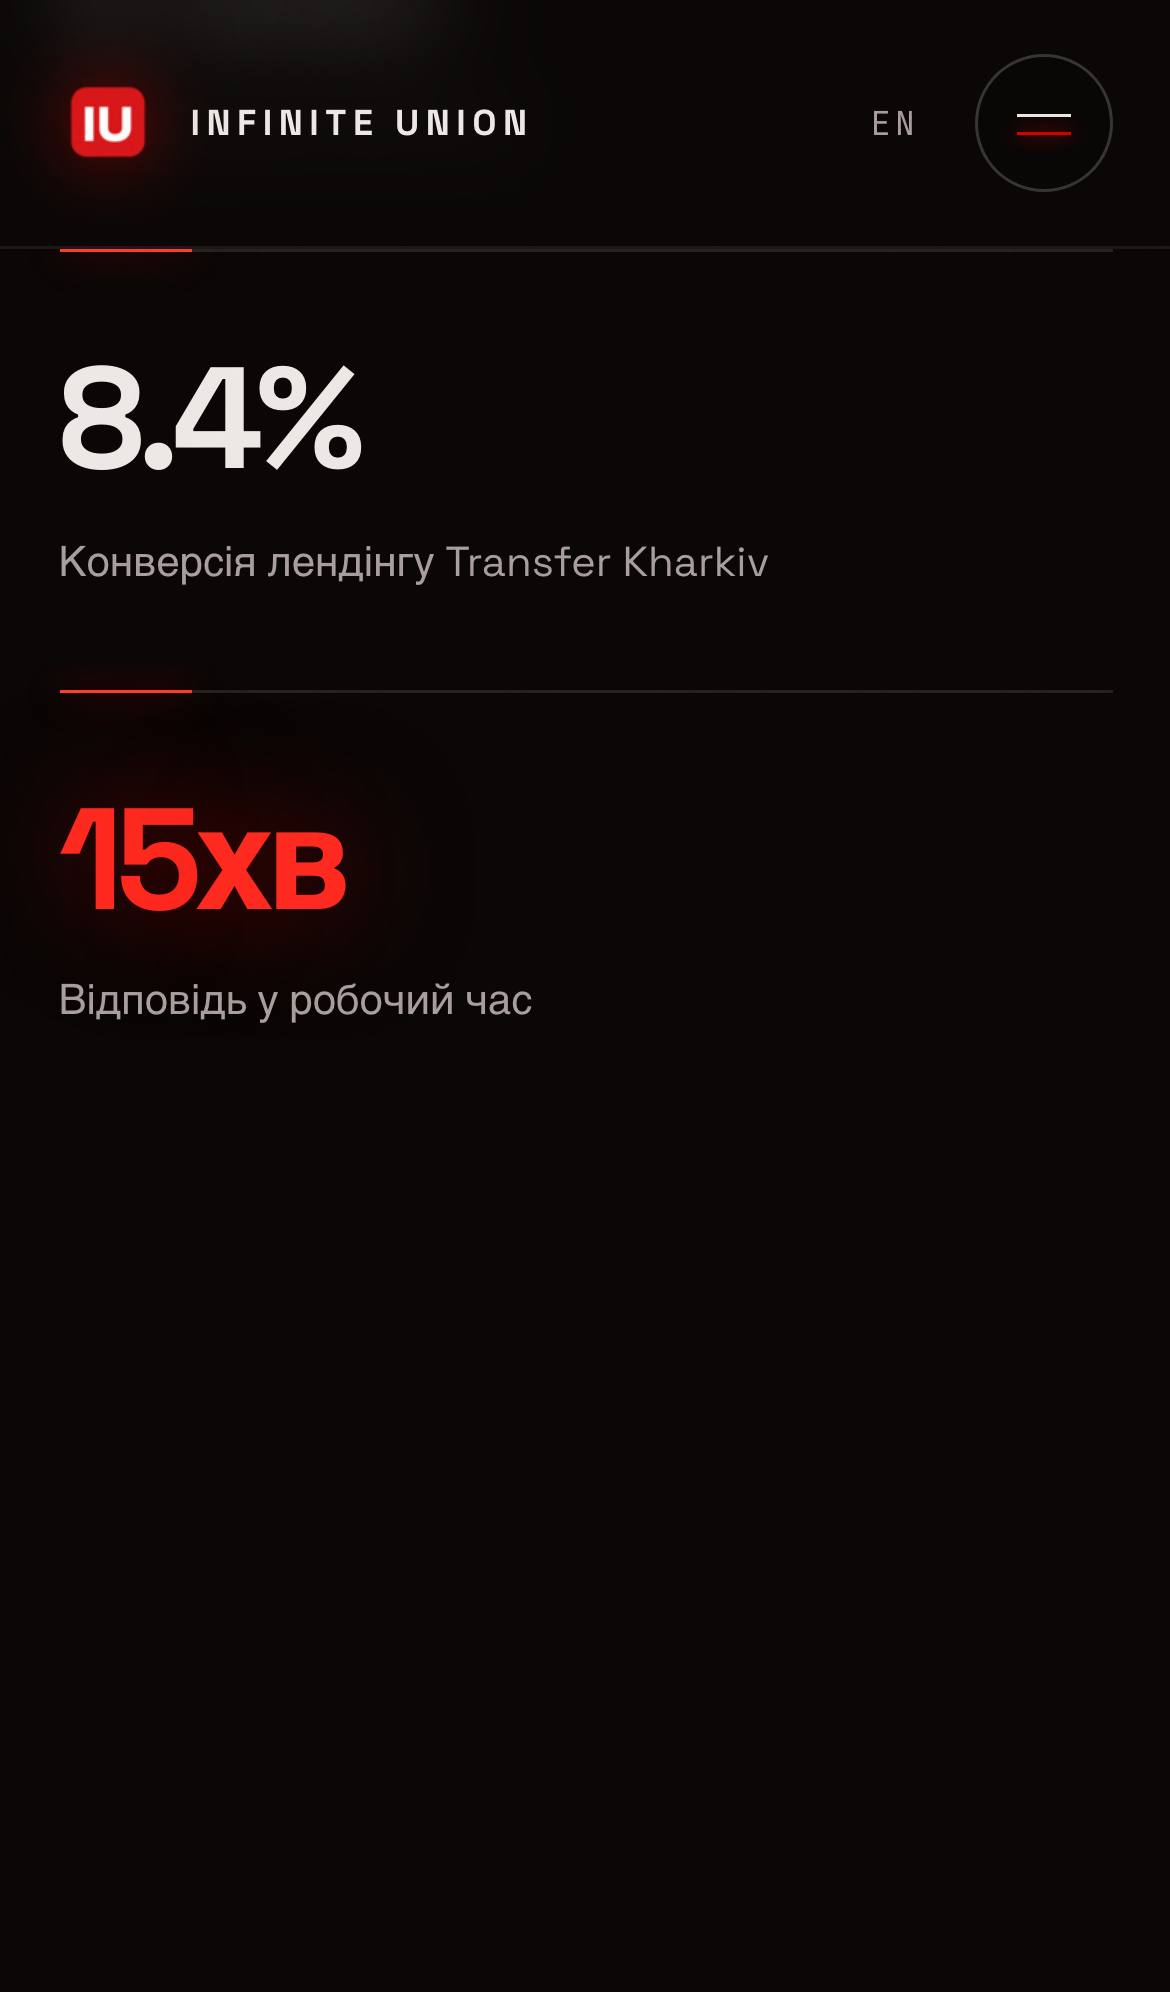 IU
INFINITE UNION
EN
8.4%
Конверсія лендінгу Transfer Kharkiv
15хв
Відповідь у робочий час